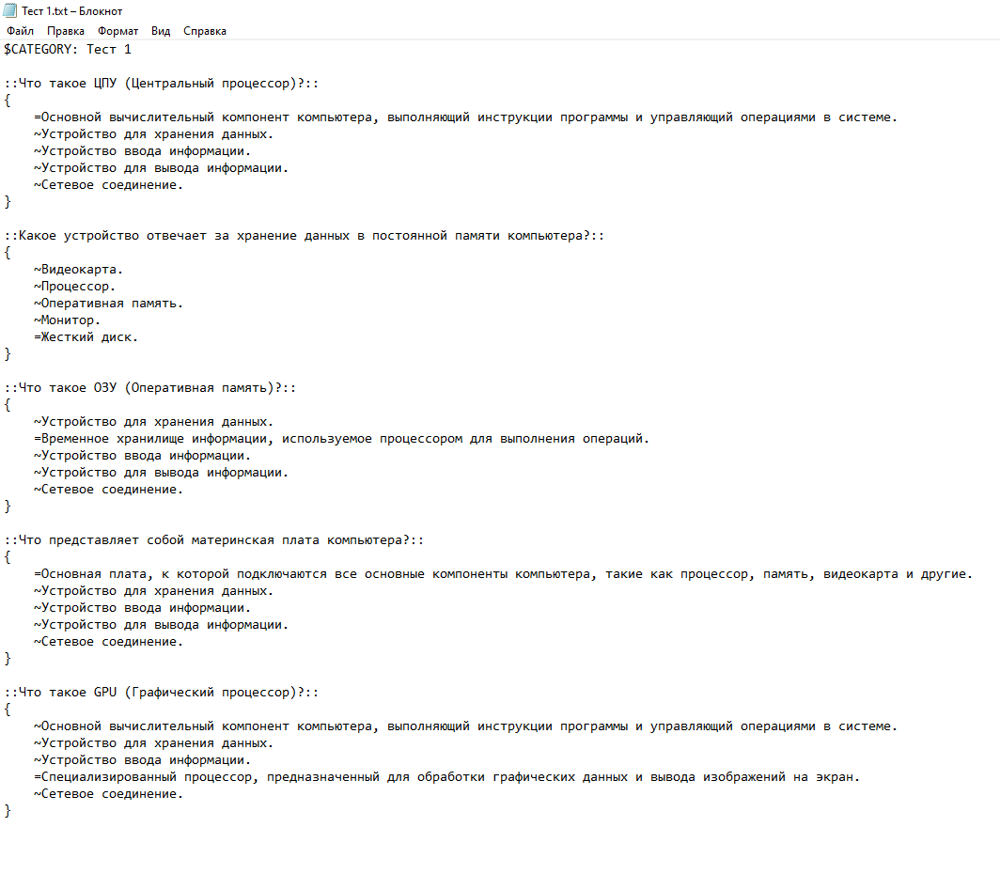 Тест 1.txt – Блокнот
Файл Правка Формат Вид Справка
$CATEGORY: Тест 1
::Что такое ЦПУ (Центральный процессор)?::
{
=Основной вычислительный компонент компьютера, выполняющий инструкции программы и управляющий операциями в системе.
~Устройство для хранения данных.
~Устройство ввода информации.
~Устройство для вывода информации.
~Сетевое соединение.
}
::Какое устройство отвечает за хранение данных в постоянной памяти компьютера?::
{
~Видеокарта.
~Процессор.
~Оперативная память.
~Монитор.
=Жесткий диск.
}
::Что такое ОЗУ (Оперативная память)?::
{
~Устройство для хранения данных.
=Временное хранилище информации, используемое процессором для выполнения операций.
~Устройство ввода информации.
~Устройство для вывода информации.
~Сетевое соединение.
}
::Что представляет собой материнская плата компьютера?::
{
=Основная плата, к которой подключаются все основные компоненты компьютера, такие как процессор, память, видеокарта и другие.
~Устройство для хранения данных.
~Устройство ввода информации.
~Устройство для вывода информации.
~Сетевое соединение.
}
::Что такое GPU (Графический процессор)?::
{
~Основной вычислительный компонент компьютера, выполняющий инструкции программы и управляющий операциями в системе.
~Устройство для хранения данных.
~Устройство ввода информации.
=Специализированный процессор, предназначенный для обработки графических данных и вывода изображений на экран.
~Сетевое соединение.
}